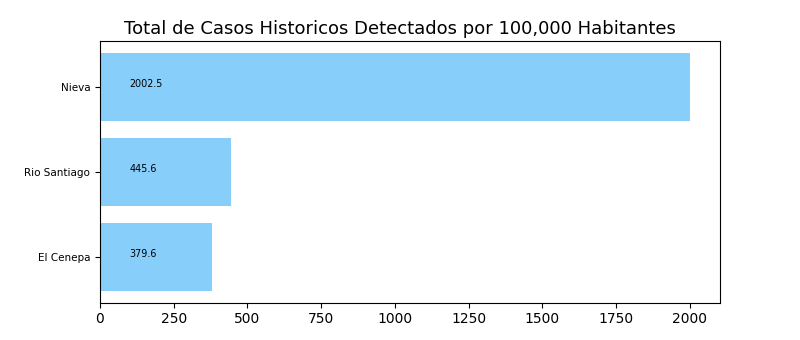 Total de Casos Historicos Detectados por 100,000 Habitantes
Nieva
2002.5
Rio Santiago
445.6
El Cenepa
379.6
0 250 500 750 1000 1250 1500 1750 2000